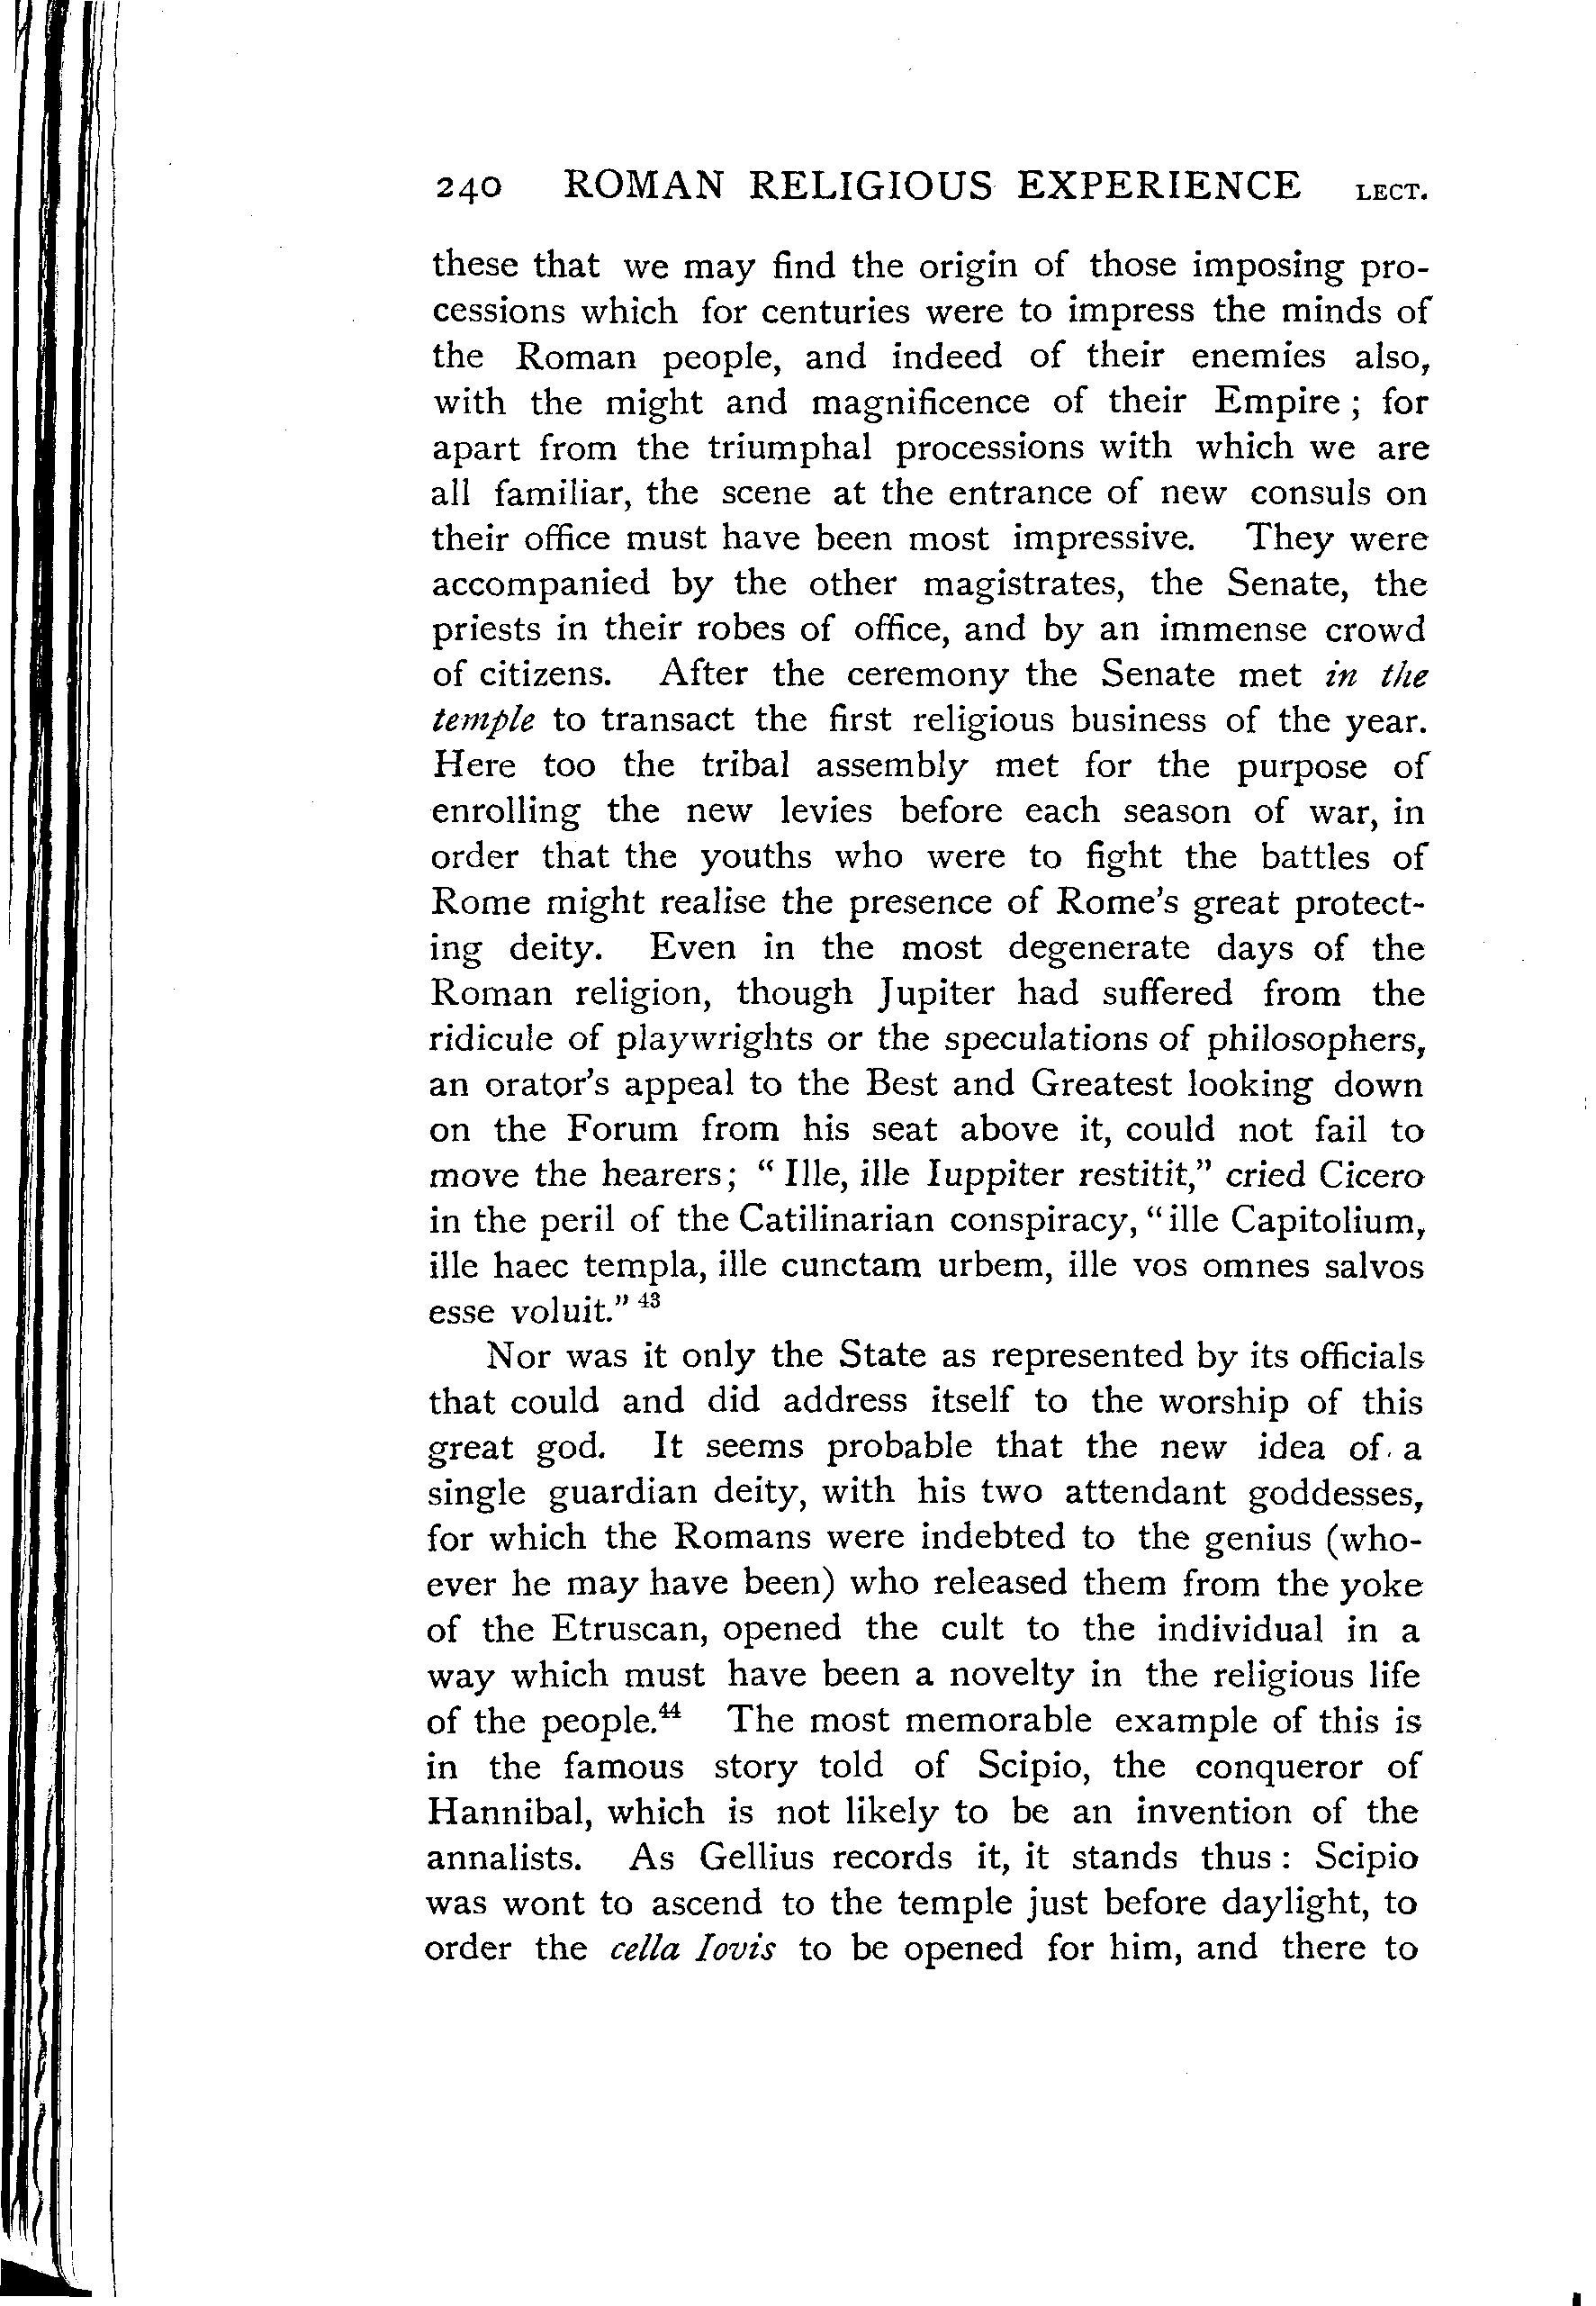 240 ROMAN RELIGIOUS EXPERIENCE LECT.
these that we may find the origin of those imposing pro-
cessions which for centuries were to impress the minds of
the Roman people, and indeed of their enemies also,
with the might and magnificence of their Empire ; for
apart from the triumphal processions with which we are
all familiar, the scene at the entrance of new consuls on
their office must have been most impressive. They were
accompanied by the other magistrates, the Senate, the
priests in their robes of office, and by an immense crowd
of citizens. After the ceremony the Senate met in the
temple to transact the first religious business of the year.
Here too the tribal assembly met for the purpose of
enrolling the new levies before each season of war, in
order that the youths who were to fight the battles of
Rome might realise the presence of Rome's great protect-
ing deity. Even in the most degenerate days of the
Roman religion, though Jupiter had suffered from the
ridicule of playwrights or the speculations of philosophers,
an orator's appeal to the Best and Greatest looking down
on the Forum from his seat above it, could not fail to
move the hearers; " Ille, ille Iuppiter restitit," cried Cicero
in the peril of the Catilinarian conspiracy, "ille Capitolium,
ille haec templa, ille cunctam urbem, ille vos omnes salvos
esse voluit." 43
Nor was it only the State as represented by its officials
that could and did address itself to the worship of this
great god. It seems probable that the new idea of a
single guardian deity, with his two attendant goddesses,
for which the Romans were indebted to the genius (who-
ever he may have been) who released them from the yoke
of the Etruscan, opened the cult to the individual in a
way which must have been a novelty in the religious life
of the people.44 The most memorable example of this is
in the famous story told of Scipio, the conqueror of
Hannibal, which is not likely to be an invention of the
annalists. As Gellius records it, it stands thus : Scipio
was wont to ascend to the temple just before daylight, to
order the cella Iovis to be opened for him, and there to